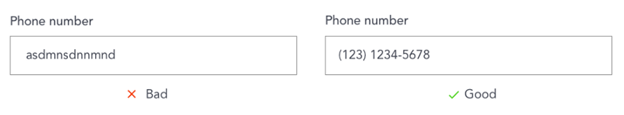 Phone number
asdmnsdnnmnd
Bad
Phone number
(123) 1234-5678
Good